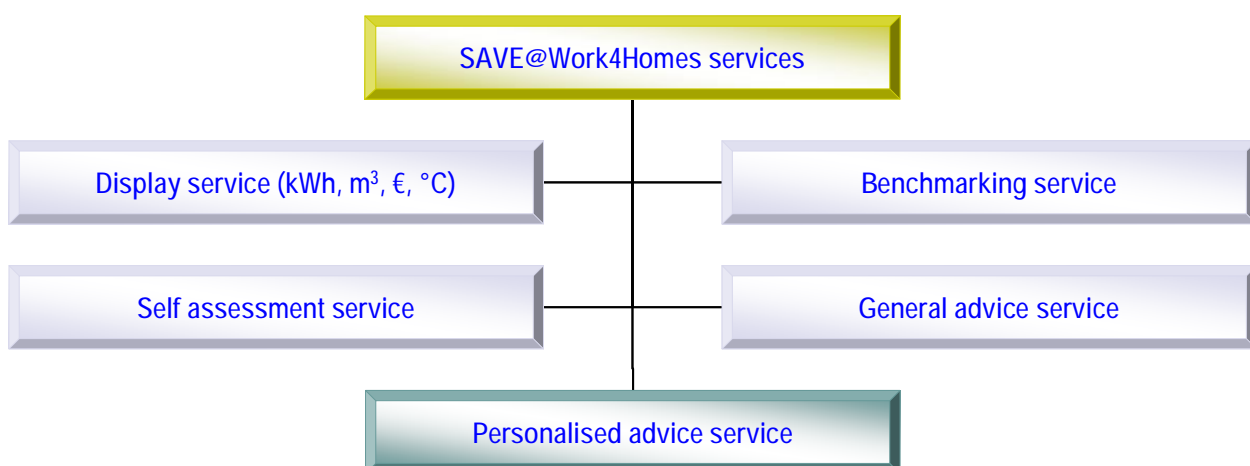 SAVE@Work4Homes services
Display service (kWh, m³, €, °C)
Benchmarking service
Self assessment service
General advice service
Personalised advice service